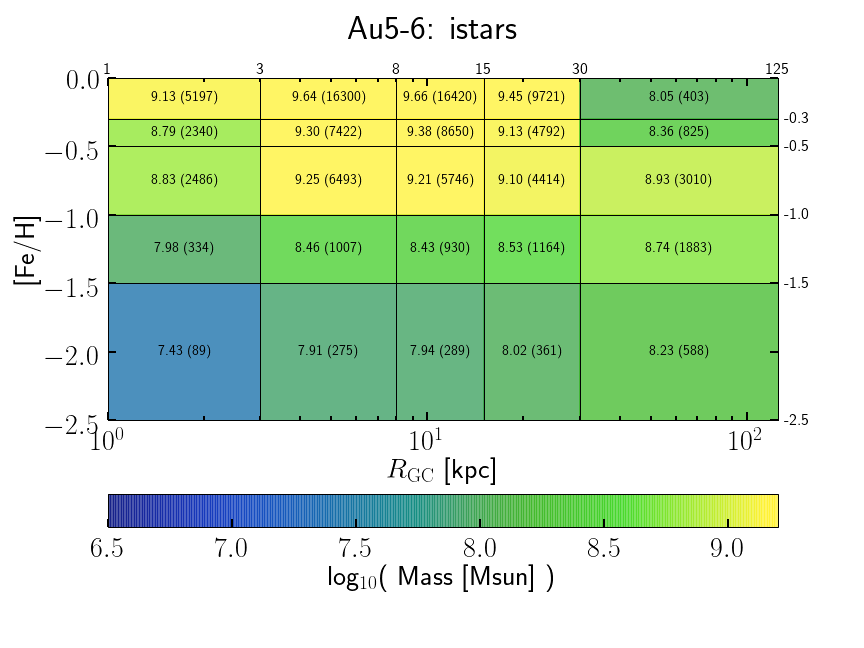 Au5-6: istars
1 3 8 15 30 125
0.0 9.13 (5197) 9.64 (16300) 9.66 (16420) 9.45 (9721) 8.05 (403)
-0.3
8.79 (2340) 9.30 (7422) 9.38 (8650) 9.13 (4792) 8.36 (825)
−0.5 -0.5
8.83 (2486) 9.25 (6493) 9.21 (5746) 9.10 (4414) 8.93 (3010)
−1.0 -1.0
7.98 (334) 8.46 (1007) 8.43 (930) 8.53 (1164) 8.74 (1883)
[Fe/H]
−1.5 -1.5
−2.0 7.43 (89) 7.91 (275) 7.94 (289) 8.02 (361) 8.23 (588)
−2.5 -2.5
10⁰ 10¹ 10²
R_GC [kpc]
6.5 7.0 7.5 8.0 8.5 9.0
log₁₀( Mass [Msun] )